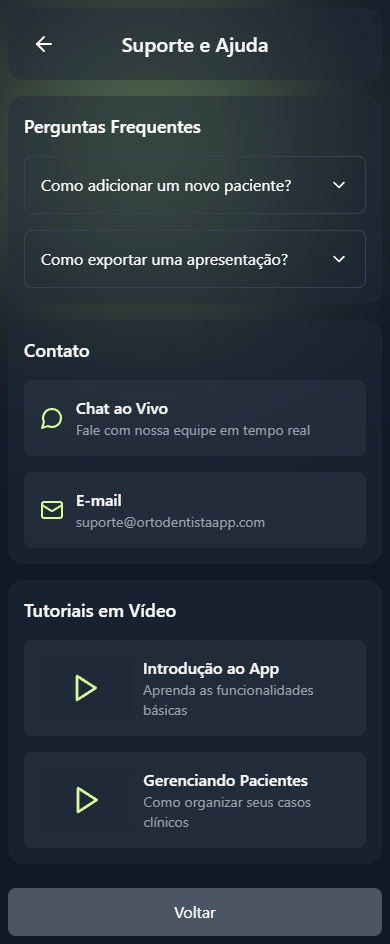 Suporte e Ajuda
Perguntas Frequentes
Como adicionar um novo paciente?
Como exportar uma apresentação?
Contato
Chat ao Vivo
Fale com nossa equipe em tempo real
E-mail
suporte@ortodentistaapp.com
Tutoriais em Vídeo
Introdução ao App
Aprenda as funcionalidades
básicas
Gerenciando Pacientes
Como organizar seus casos
clínicos
Voltar